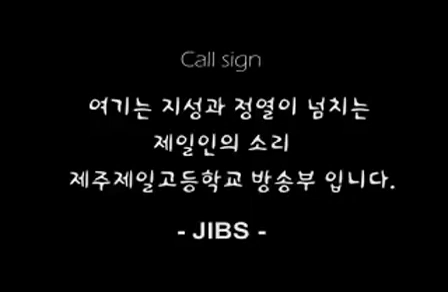 Call sign
여기는 지성과 정열이 넘치는
제일인의 소리
제주제일고등학교 방송부 입니다.
- JIBS -